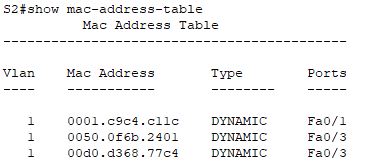 S2#show mac-address-table
Mac Address Table
-------------------------------------------
Vlan Mac Address Type Ports
---- ----------- -------- -----
1 0001.c9c4.c11c DYNAMIC Fa0/1
1 0050.0f6b.2401 DYNAMIC Fa0/3
1 00d0.d368.77c4 DYNAMIC Fa0/3